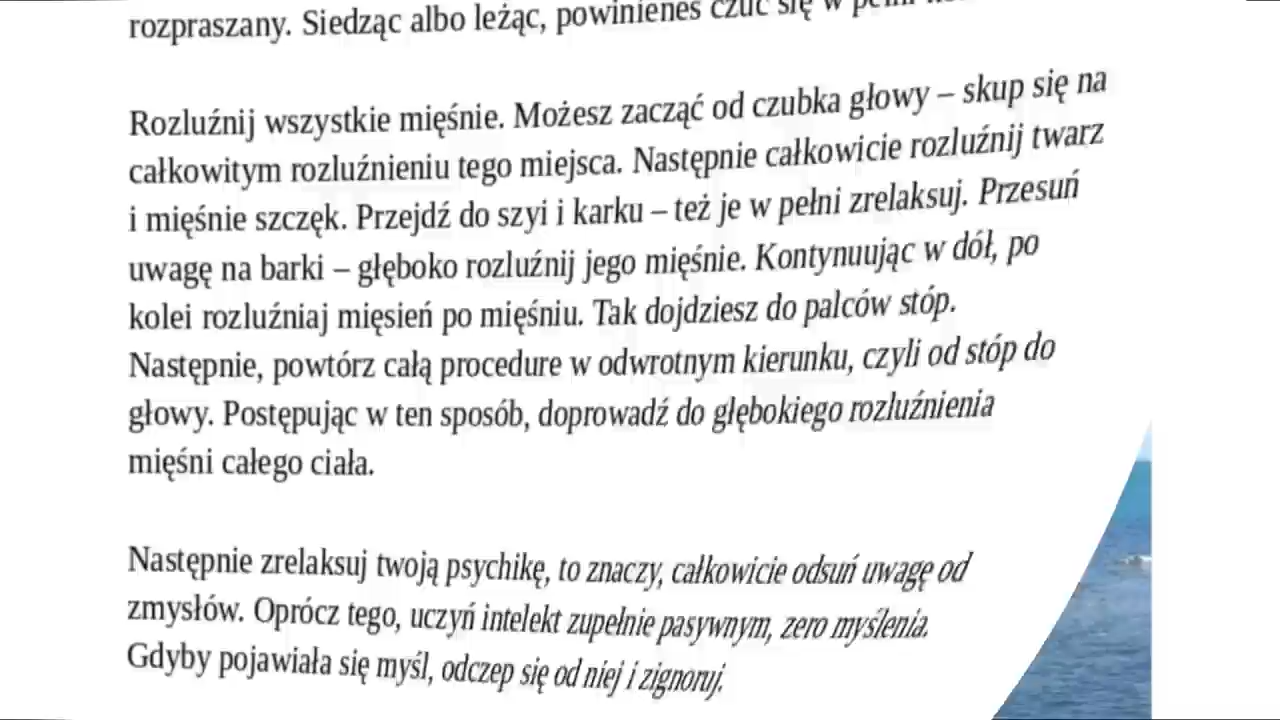 rozpraszany. Siedząc albo leżąc, powinieneś czuć się w
Rozluźnij wszystkie mięśnie. Możesz zacząć od czubka głowy – skup się na
całkowitym rozluźnieniu tego miejsca. Następnie całkowicie rozluźnij twarz
i mięśnie szczęk. Przejdź do szyi i karku – też je w pełni zrelaksuj. Przesuń
uwagę na barki – głęboko rozluźnij jego mięśnie. Kontynuując w dół, po
kolei rozluźniaj mięsień po mięśniu. Tak dojdziesz do palców stóp.
Następnie, powtórz całą procedure w odwrotnym kierunku, czyli od stóp do
głowy. Postępując w ten sposób, doprowadź do głębokiego rozluźnienia
mięśni całego ciała.
Następnie zrelaksuj twoją psychikę, to znaczy, całkowicie odsuń uwagę od
zmysłów. Oprócz tego, uczyń intelekt zupełnie pasywnym, zero myślenia.
Gdyby pojawiała się myśl, odczep się od niej i zignoruj.